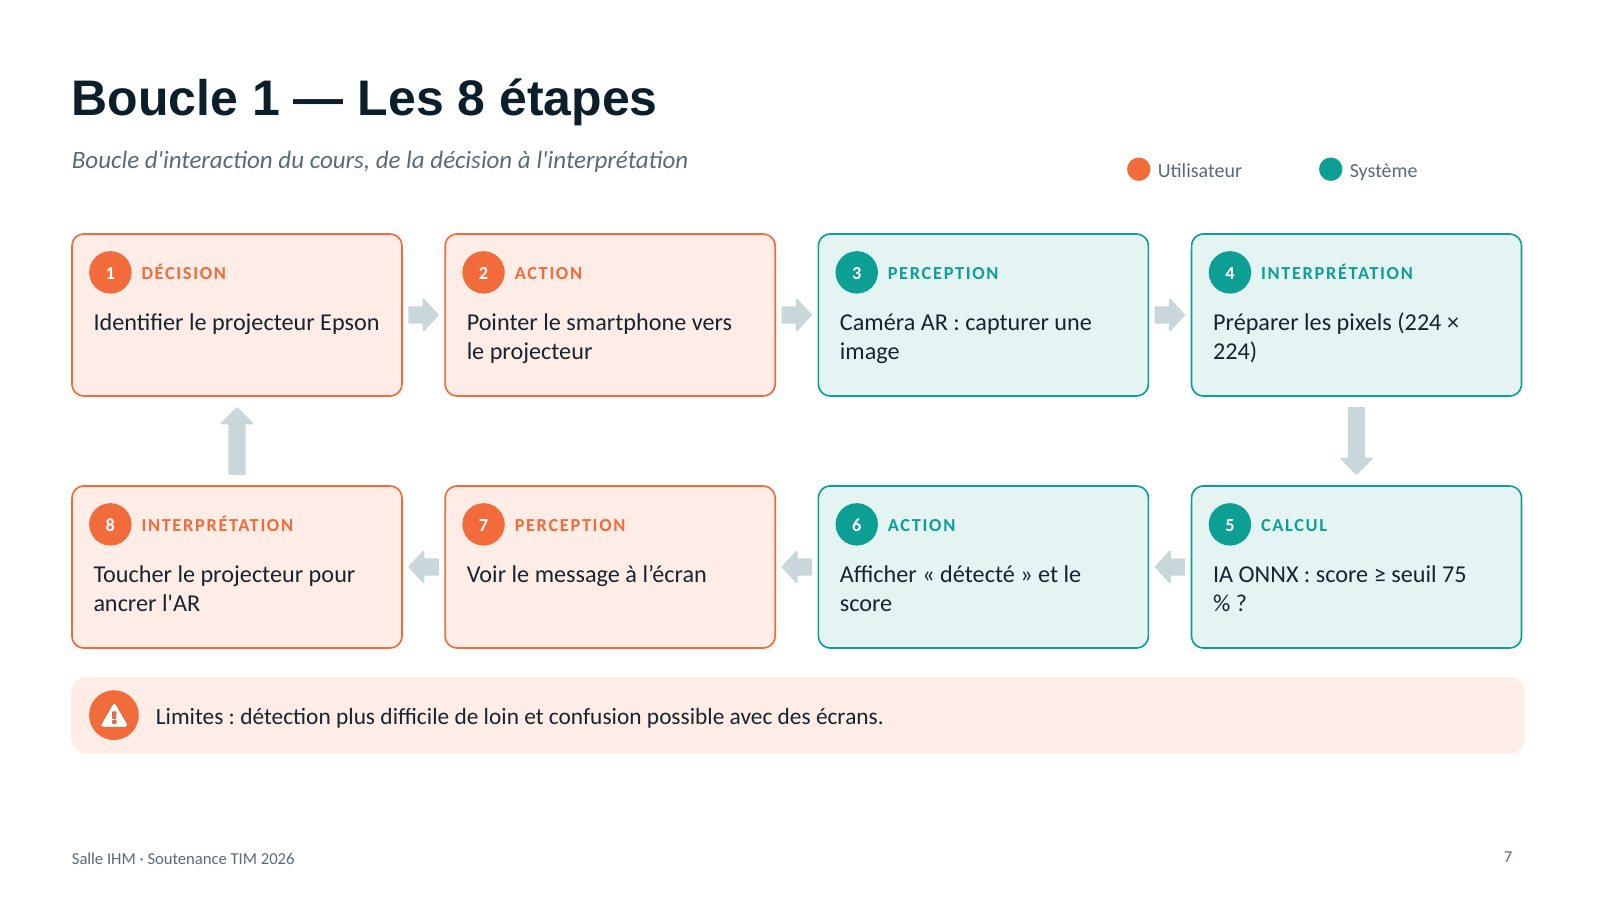 Boucle 1 — Les 8 étapes
Boucle d'interaction du cours, de la décision à l'interprétation
Utilisateur
Système
1 DÉCISION
Identifier le projecteur Epson
2 ACTION
Pointer le smartphone vers
le projecteur
3 PERCEPTION
Caméra AR : capturer une
image
4 INTERPRÉTATION
Préparer les pixels (224 ×
224)
8 INTERPRÉTATION
Toucher le projecteur pour
ancrer l'AR
7 PERCEPTION
Voir le message à l’écran
6 ACTION
Afficher « détecté » et le
score
5 CALCUL
IA ONNX : score ≥ seuil 75
% ?
Limites : détection plus difficile de loin et confusion possible avec des écrans.
Salle IHM · Soutenance TIM 2026
7